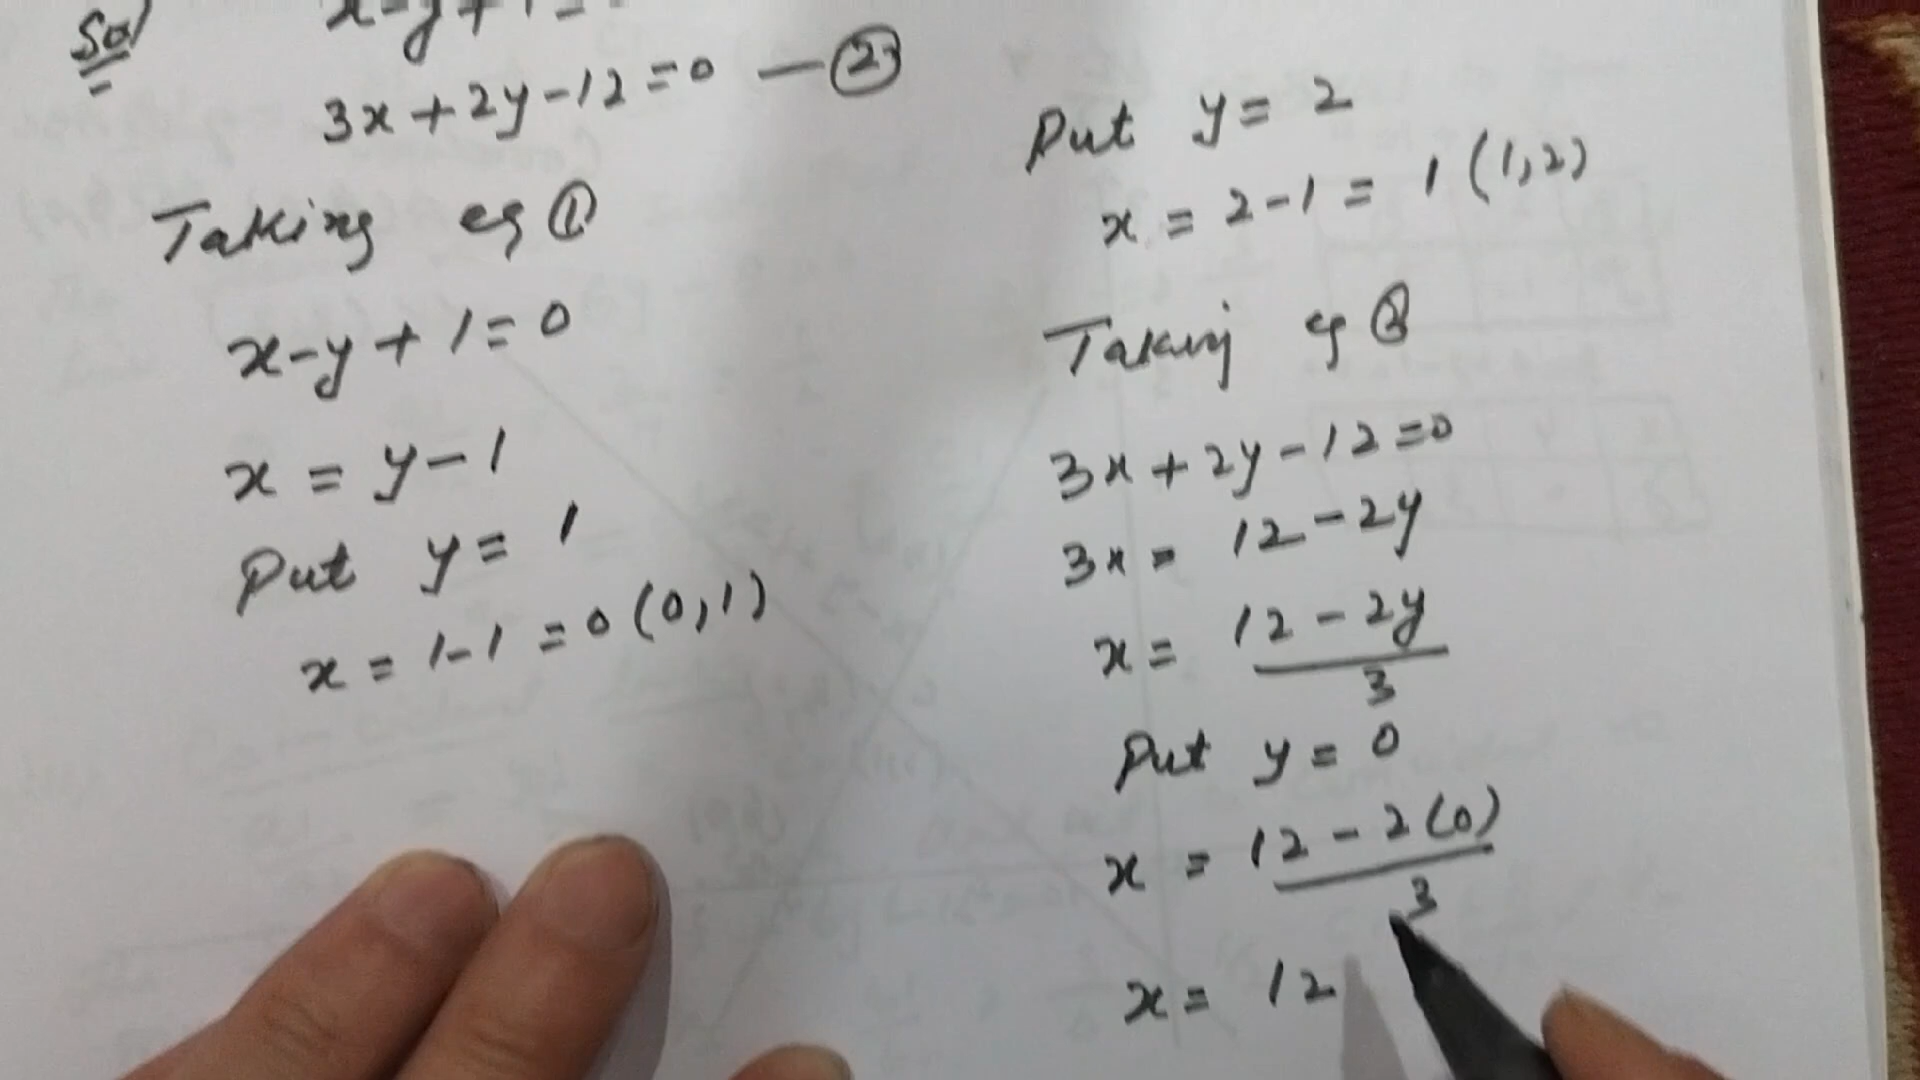 Sol
x-y+1=
3x+2y-12=0 —②
Taking eq ①
x-y+1=0
x = y-1
Put y = 1
x = 1-1 = 0 (0,1)
Put y = 2
x = 2-1 = 1 (1,2)
Taking eq ②
3x+2y-12=0
3x = 12-2y
x = 12-2y
3
Put y = 0
x = 12-2(0)
3
x = 12